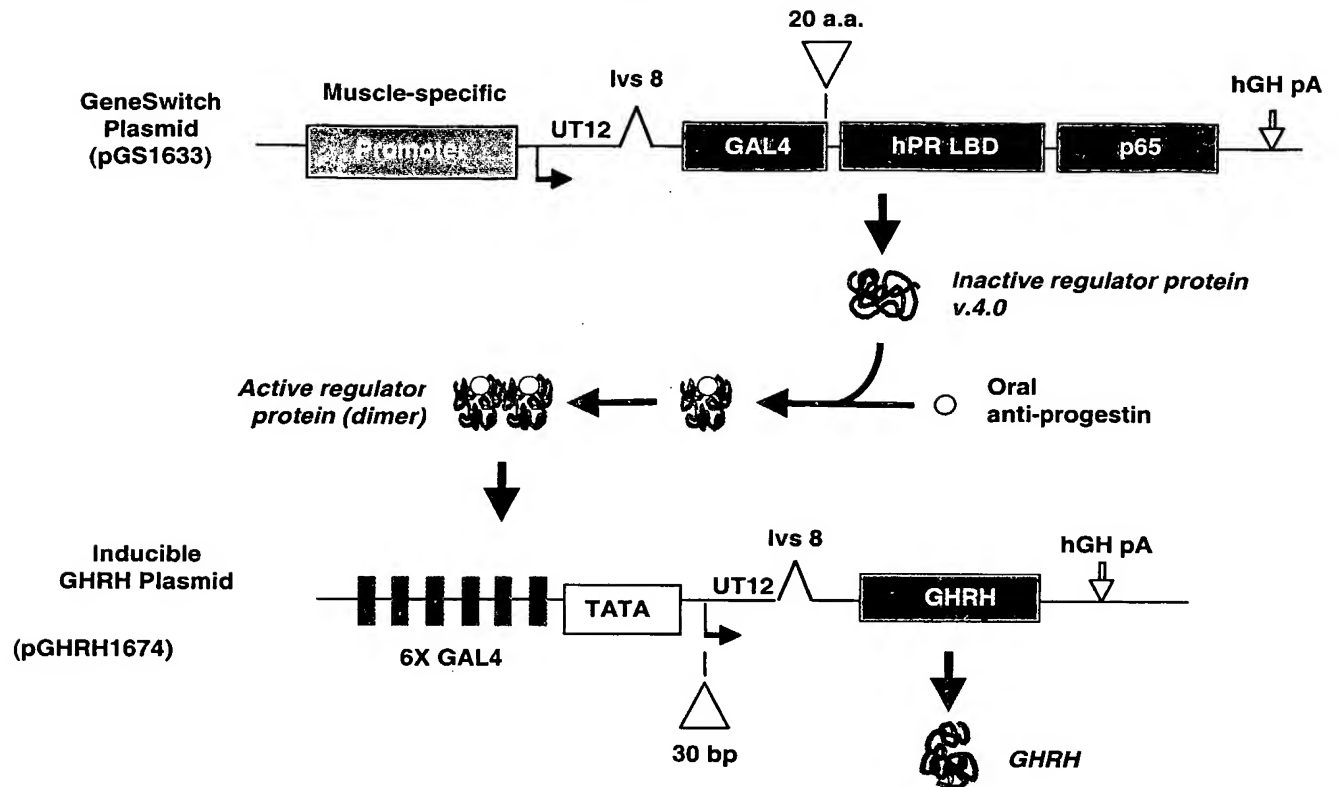 20 a.a.
Ivs 8
hGH pA
GeneSwitch
Plasmid
(pGS1633)
Muscle-specific
Promoter
UT12
GAL4
hPR LBD
p65
Inactive regulator protein
v.4.0
Active regulator
protein (dimer)
Oral
anti-progestin
Inducible
GHRH Plasmid
(pGHRH1674)
Ivs 8
hGH pA
UT12
TATA
GHRH
6X GAL4
30 bp
GHRH